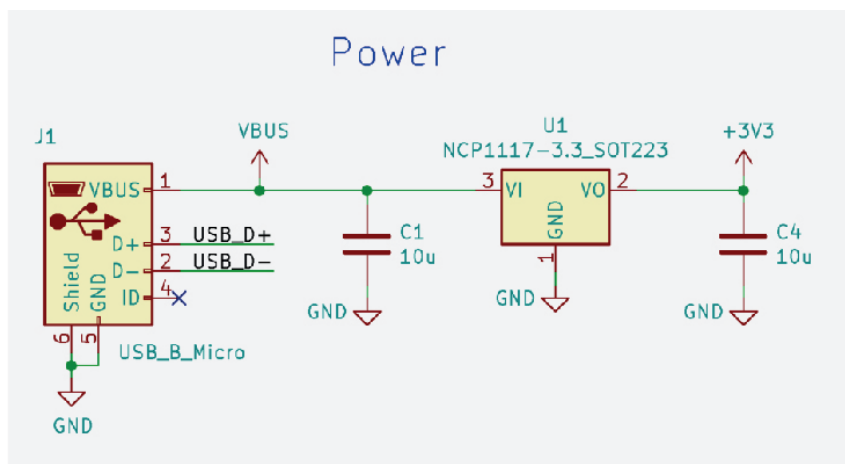 Power
J1
VBUS
U1
NCP1117-3.3_SOT223
+3V3
VBUS
1
3
VI
VO
2
D+
3
USB_D+
D-
2
USB_D-
ID
4
Shield
GND
6
5
USB_B_Micro
GND
C1
10u
GND
GND
1
GND
C4
10u
GND